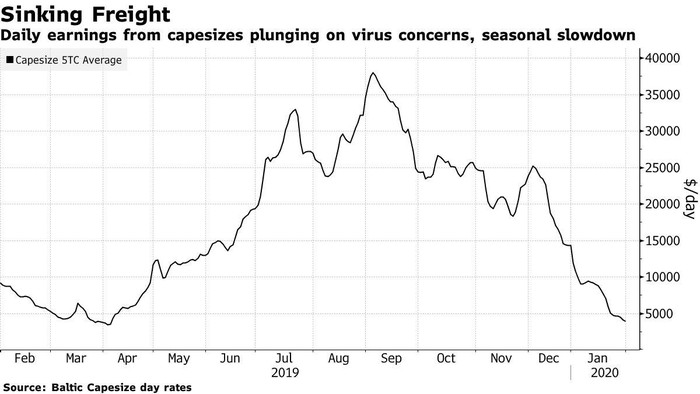 Sinking Freight
Daily earnings from capesizes plunging on virus concerns, seasonal slowdown
Capesize 5TC Average
40000
35000
30000
25000
20000
15000
10000
5000
$/day
Feb Mar Apr May Jun Jul Aug Sep Oct Nov Dec Jan
2019 2020
Source: Baltic Capesize day rates